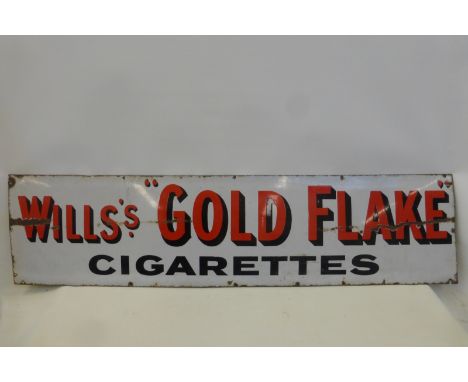 WILLS'S "GOLD FLAKE"
CIGARETTES